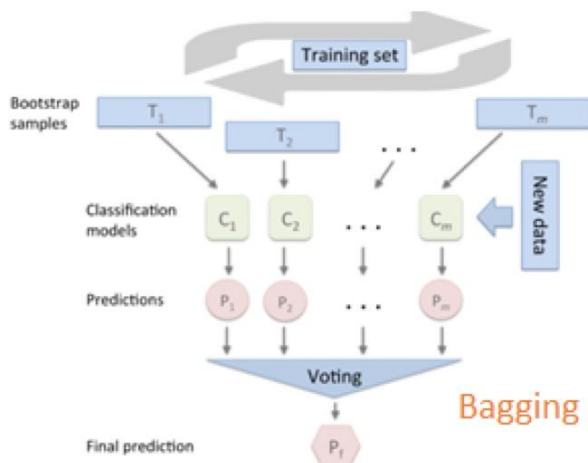 Training set
Bootstrap
samples
T1
T2
. . .
Tm
Classification
models
C1
C2
. . .
Cm
New data
Predictions
P1
P2
. . .
Pm
Voting
Bagging
Final prediction
Pf